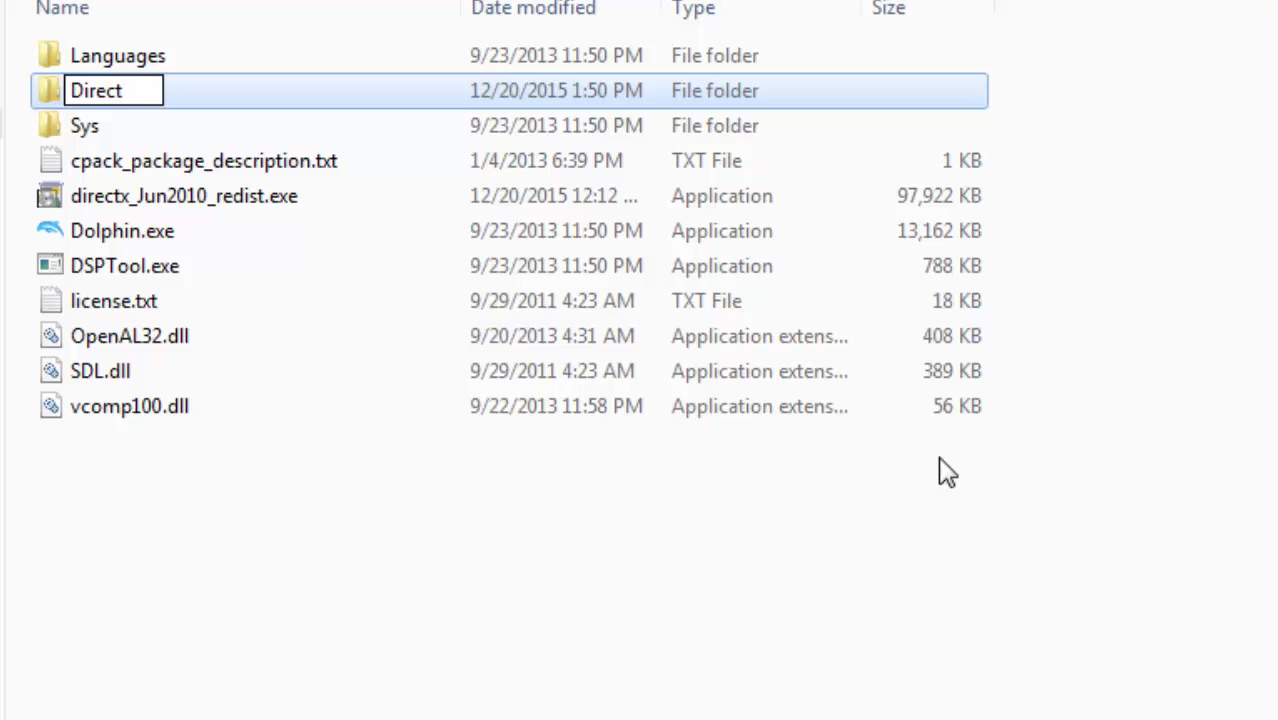 Name Date modified Type Size
Languages 9/23/2013 11:50 PM File folder
Direct 12/20/2015 1:50 PM File folder
Sys 9/23/2013 11:50 PM File folder
cpack_package_description.txt 1/4/2013 6:39 PM TXT File 1 KB
directx_Jun2010_redist.exe 12/20/2015 12:12 ... Application 97,922 KB
Dolphin.exe 9/23/2013 11:50 PM Application 13,162 KB
DSPTool.exe 9/23/2013 11:50 PM Application 788 KB
license.txt 9/29/2011 4:23 AM TXT File 18 KB
OpenAL32.dll 9/20/2013 4:31 AM Application extens... 408 KB
SDL.dll 9/29/2011 4:23 AM Application extens... 389 KB
vcomp100.dll 9/22/2013 11:58 PM Application extens... 56 KB